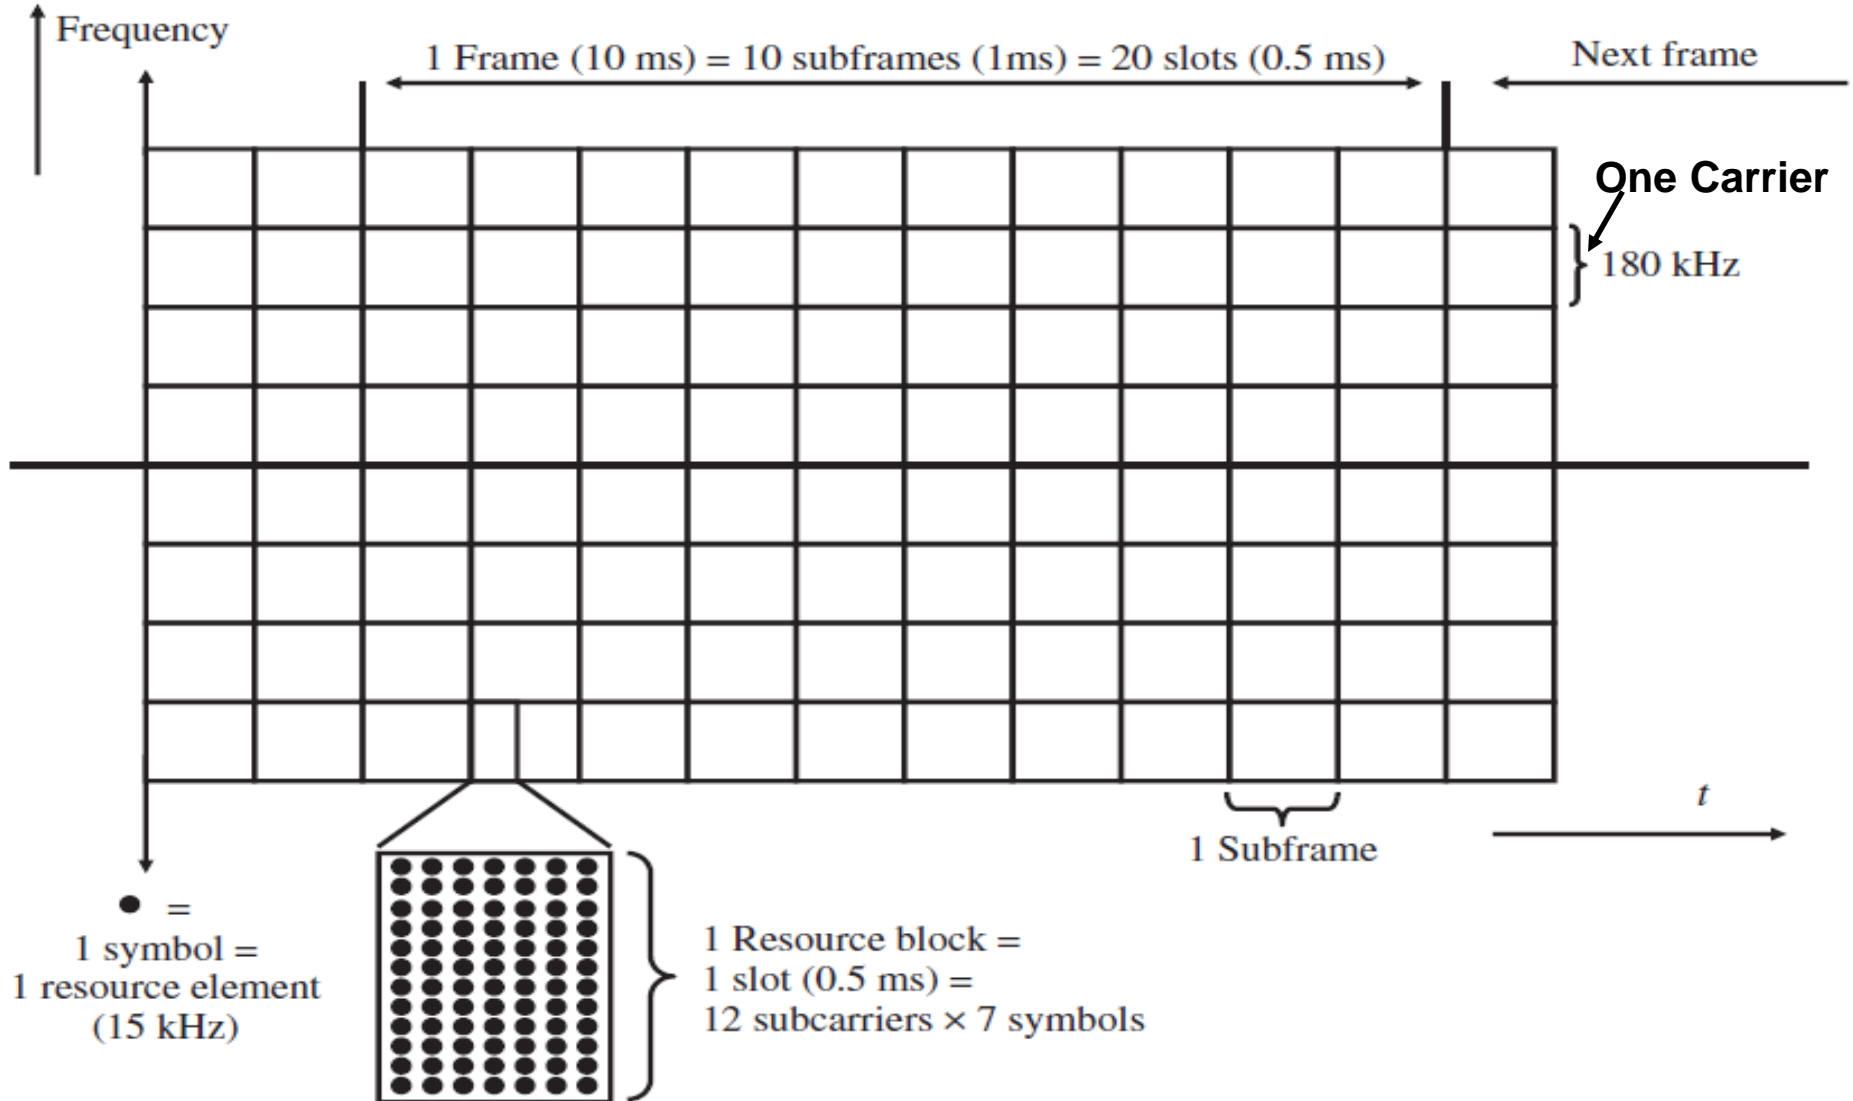 Frequency
1 Frame (10 ms) = 10 subframes (1ms) = 20 slots (0.5 ms)
Next frame
One Carrier
180 kHz
t
1 Subframe
=
1 symbol =
1 resource element
(15 kHz)
1 Resource block =
1 slot (0.5 ms) =
12 subcarriers × 7 symbols